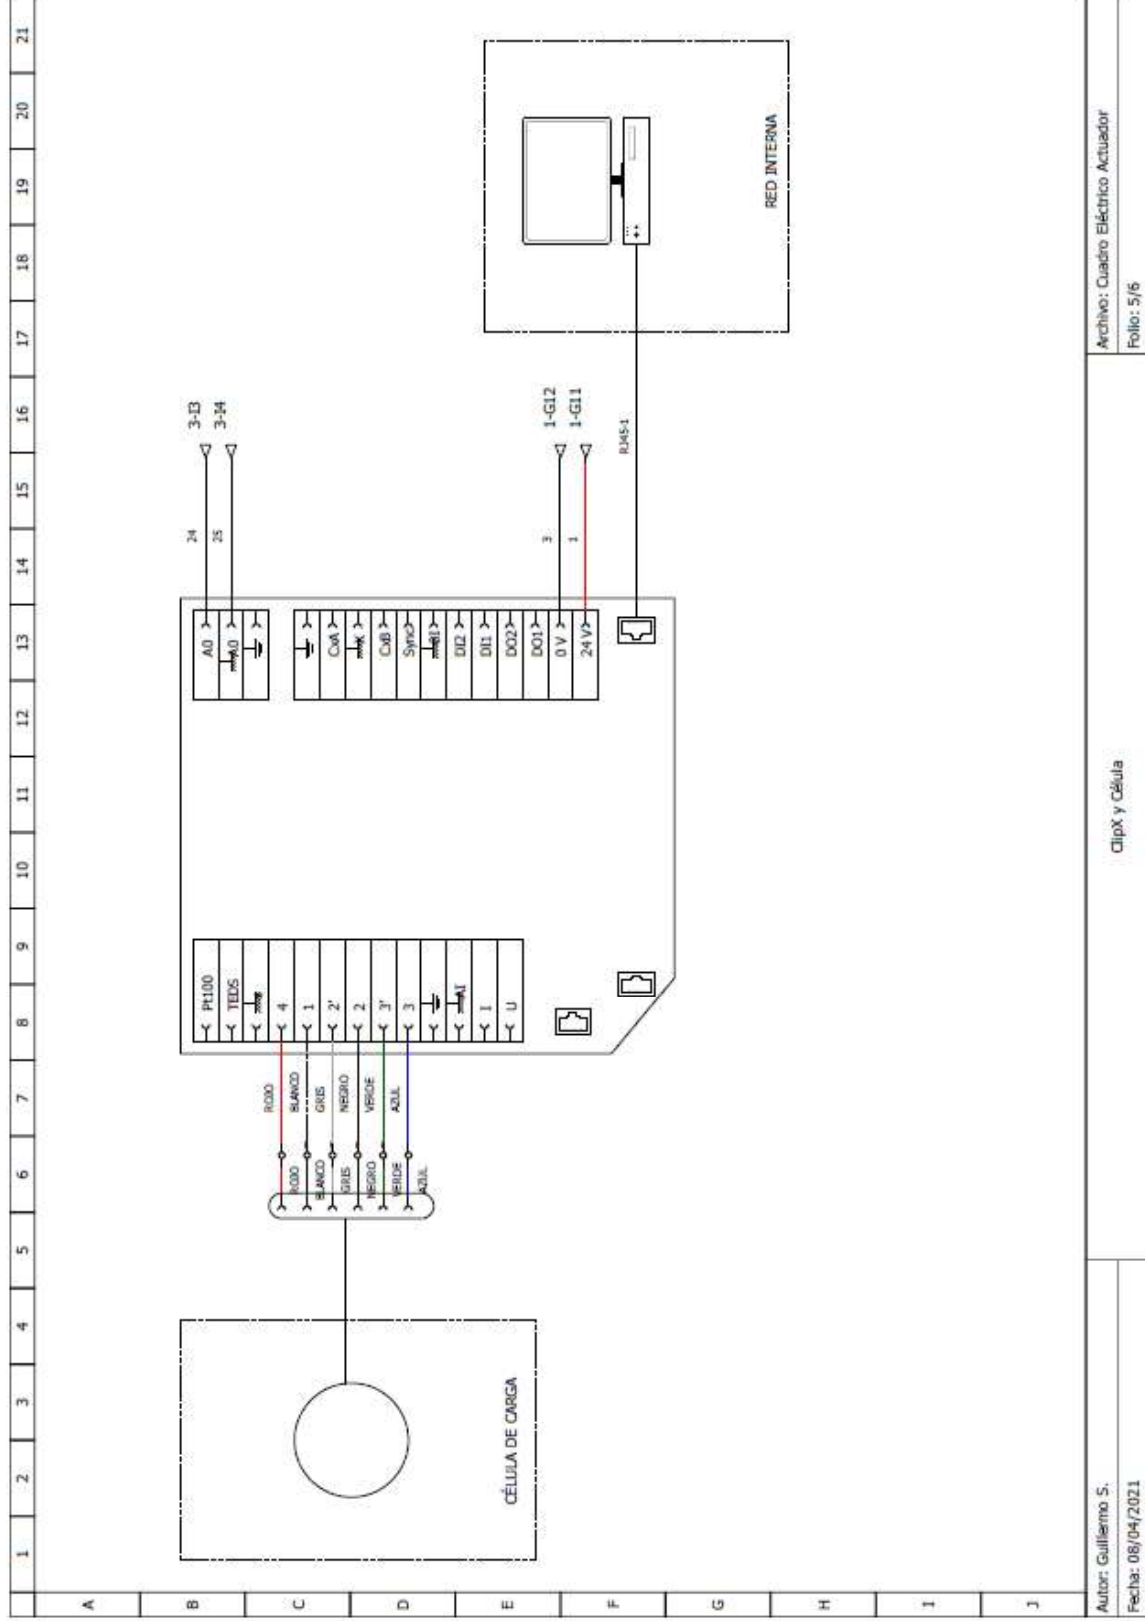 1 2 3 4 5 6 7 8 9 10 11 12 13 14 15 16 17 18 19 20 21
A
B
C
D
E
F
G
H
I
J
CÉLULA DE CARGA
ROJO
BLANCO
GRIS
NEGRO
VERDE
AZUL
ROJO
BLANCO
GRIS
NEGRO
VERDE
AZUL
Pt100
TEDS
4
1
2'
2
3'
3
AI
I
U
A0
A0
CxA
X
CxB
Sync
BI
DI2
DI1
DO2
DO1
0 V
24 V
24
25
3-I3
3-I4
3
1
1-G12
1-G11
RJ45-1
RED INTERNA
Autor: Guillermo S.
Fecha: 08/04/2021
ClipX y Célula
Archivo: Cuadro Eléctrico Actuador
Folio: 5/6